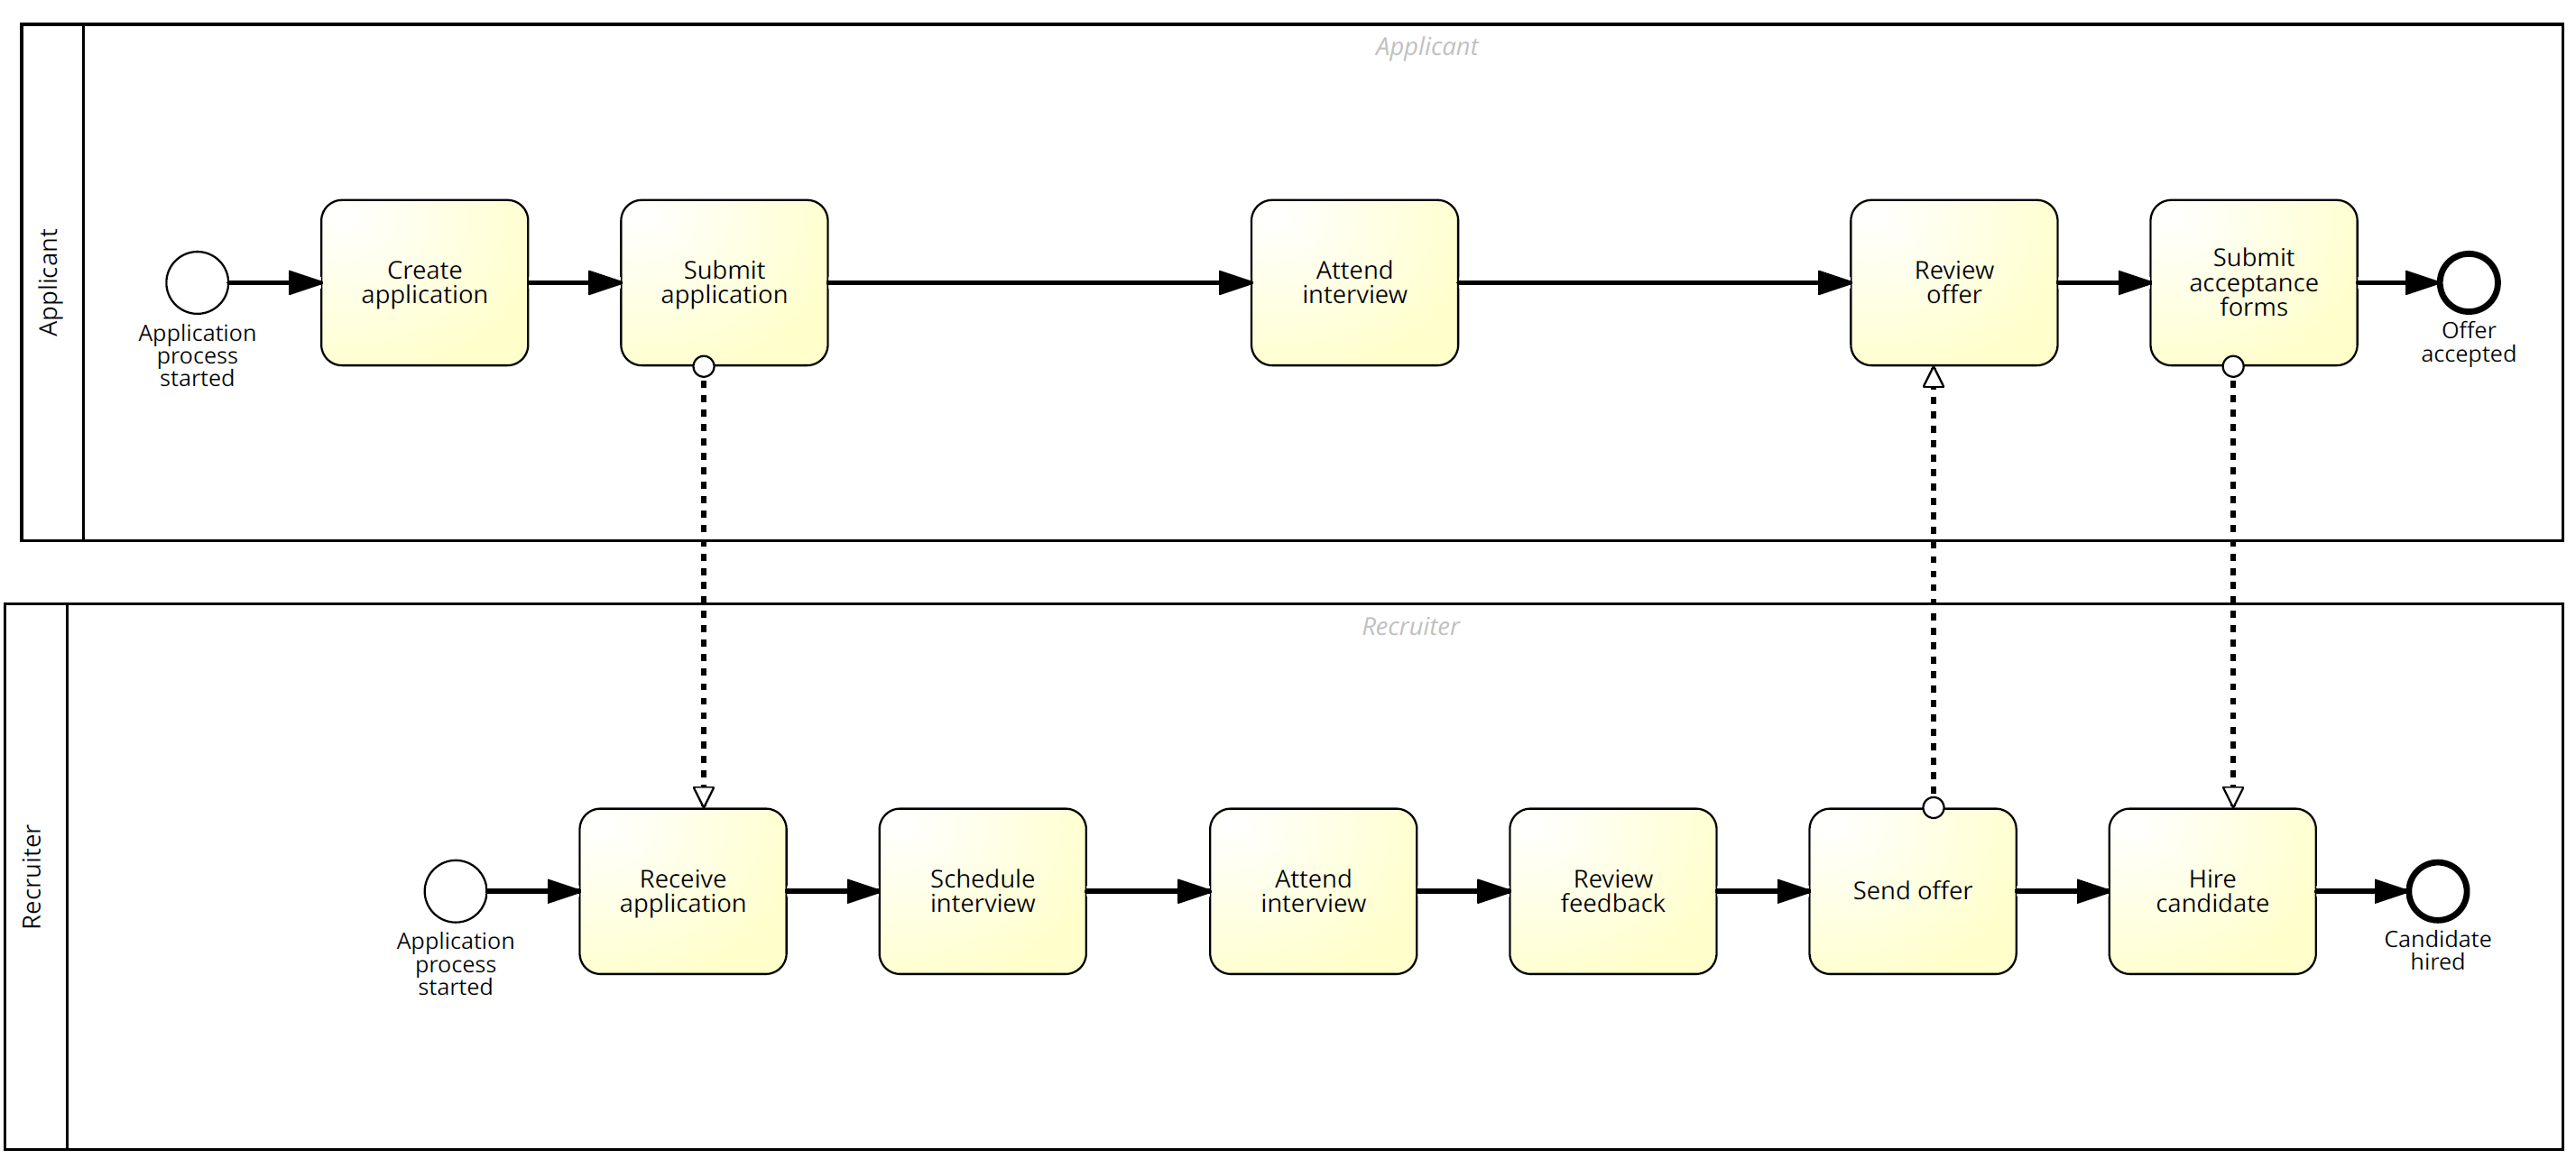 Applicant
Applicant
Create
application
Submit
application
Attend
interview
Review
offer
Submit
acceptance
forms
Application
process
started
Offer
accepted
Recruiter
Recruiter
Receive
application
Schedule
interview
Attend
interview
Review
feedback
Send offer
Hire
candidate
Application
process
started
Candidate
hired